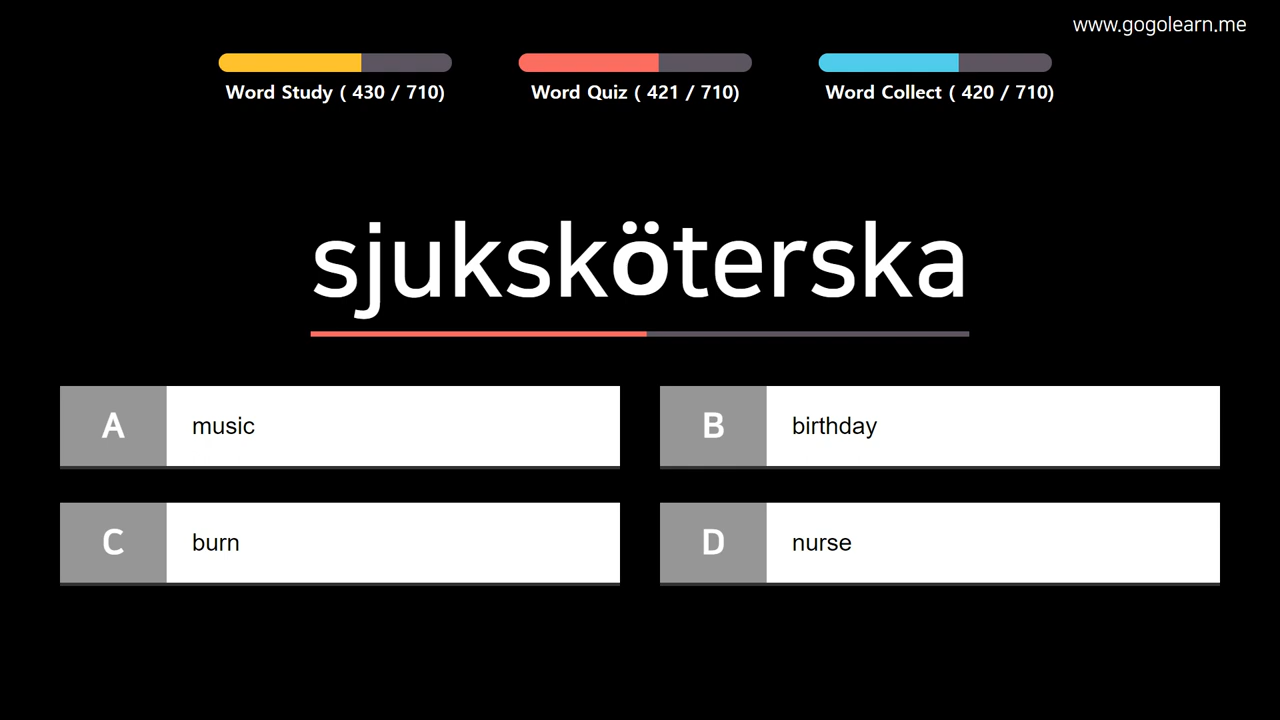 www.gogolearn.me
Word Study ( 430 / 710)
Word Quiz ( 421 / 710)
Word Collect ( 420 / 710)
sjuksköterska
A music
B birthday
C burn
D nurse